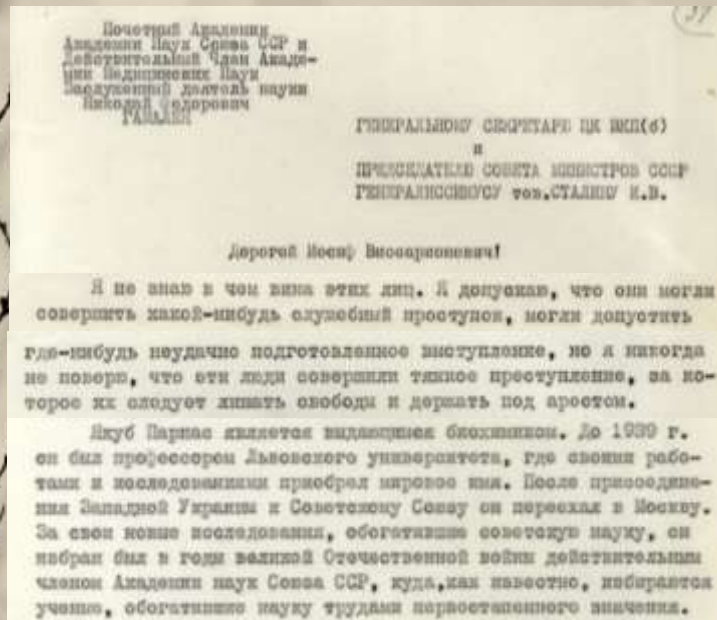 37
Почетный Академик
Академии Наук Союза ССР и
Действительный Член Акаде-
мии Медицинских Наук
Заслуженный деятель науки
Николай Федорович
ГАМАЛЕЯ
ГЕНЕРАЛЬНОМУ СЕКРЕТАРЮ ЦК ВКП(б)
и
ПРЕДСЕДАТЕЛЮ СОВЕТА МИНИСТРОВ СССР
ГЕНЕРАЛИССИМУСУ тов.СТАЛИНУ И.В.
Дорогой Иосиф Виссарионович!
Я не знаю в чем вина этих лиц. Я допускаю, что они могли
совершить какой-нибудь служебный проступок, могли допустить
где-нибудь неудачно подготовленное выступление, но я никогда
не поверю, что эти люди совершили тяжкое преступление, за ко-
торое их следует лишать свободы и держать под арестом.
Якуб Парнас является выдающимся биохимиком. До 1939 г.
он был профессором Львовского университета, где своими рабо-
тами и исследованиями приобрел мировое имя. После присоедине-
ния Западной Украины к Советскому Союзу он переехал в Москву.
За свои новые исследования, обогатившие советскую науку, он
избран был в годы великой Отечественной войны действительным
членом Академии наук Союза ССР, куда,как известно, избираются
ученые, обогатившие науку трудами первостепенного значения.